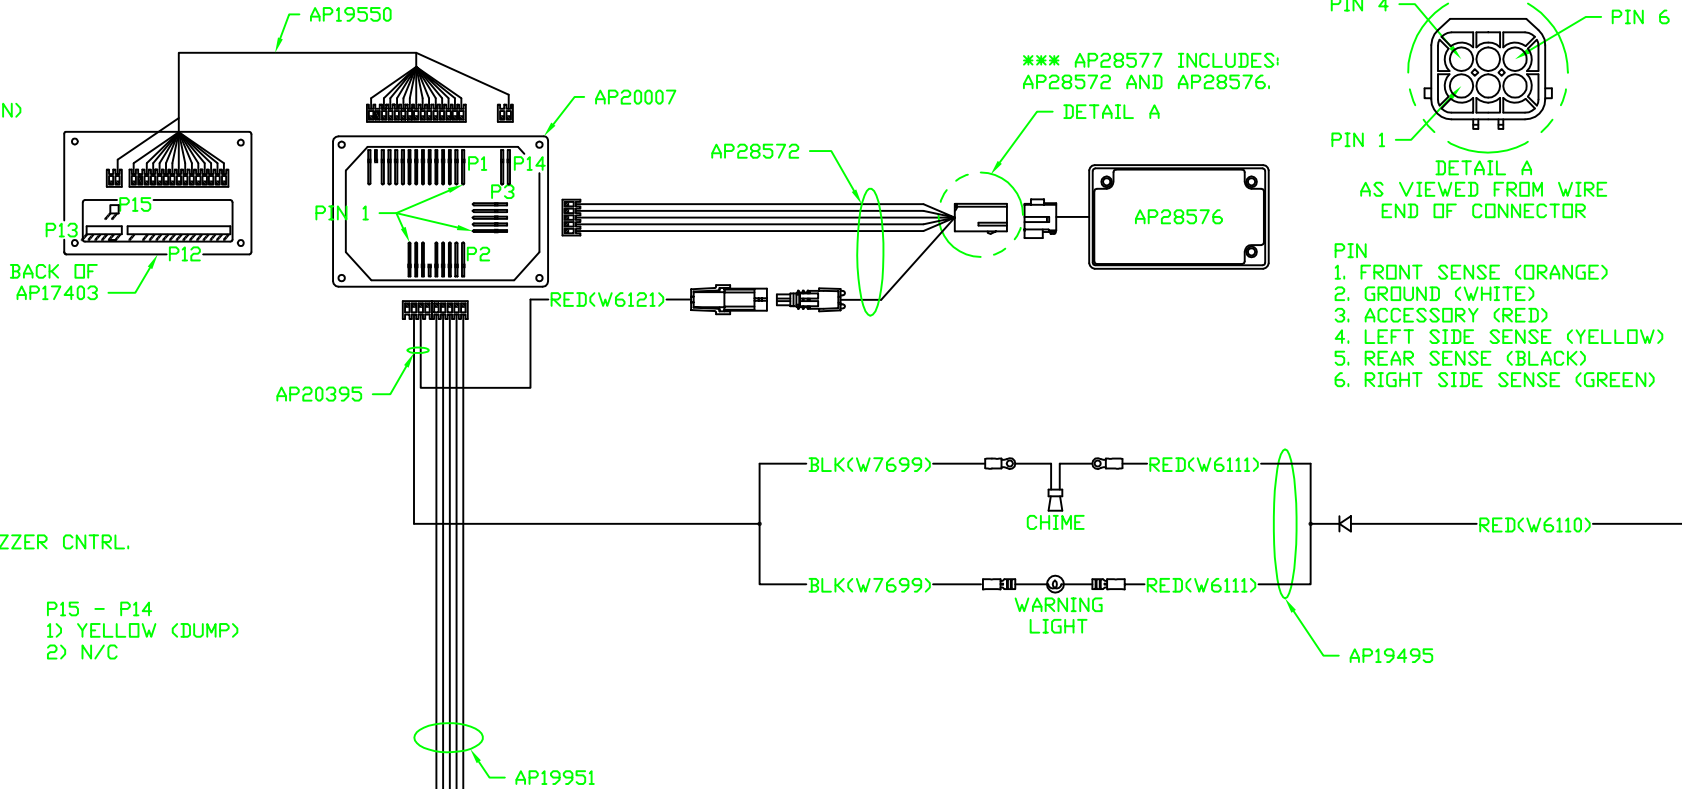 AP19550
N)
AP20007
*** AP28577 INCLUDES:
AP28572 AND AP28576.
DETAIL A
PIN 4
PIN 6
PIN 1
DETAIL A
AS VIEWED FROM WIRE
END OF CONNECTOR
AP28572
P1
P14
P3
PIN 1
P2
P15
P13
P12
BACK OF
AP17403
AP28576
RED(W6121)
PIN
1. FRONT SENSE (ORANGE)
2. GROUND (WHITE)
3. ACCESSORY (RED)
4. LEFT SIDE SENSE (YELLOW)
5. REAR SENSE (BLACK)
6. RIGHT SIDE SENSE (GREEN)
AP20395
BLK(W7699)
RED(W6111)
CHIME
RED(W6110)
ZZER CNTRL.
BLK(W7699)
RED(W6111)
WARNING
LIGHT
P15 - P14
1) YELLOW (DUMP)
2) N/C
AP19495
AP19951